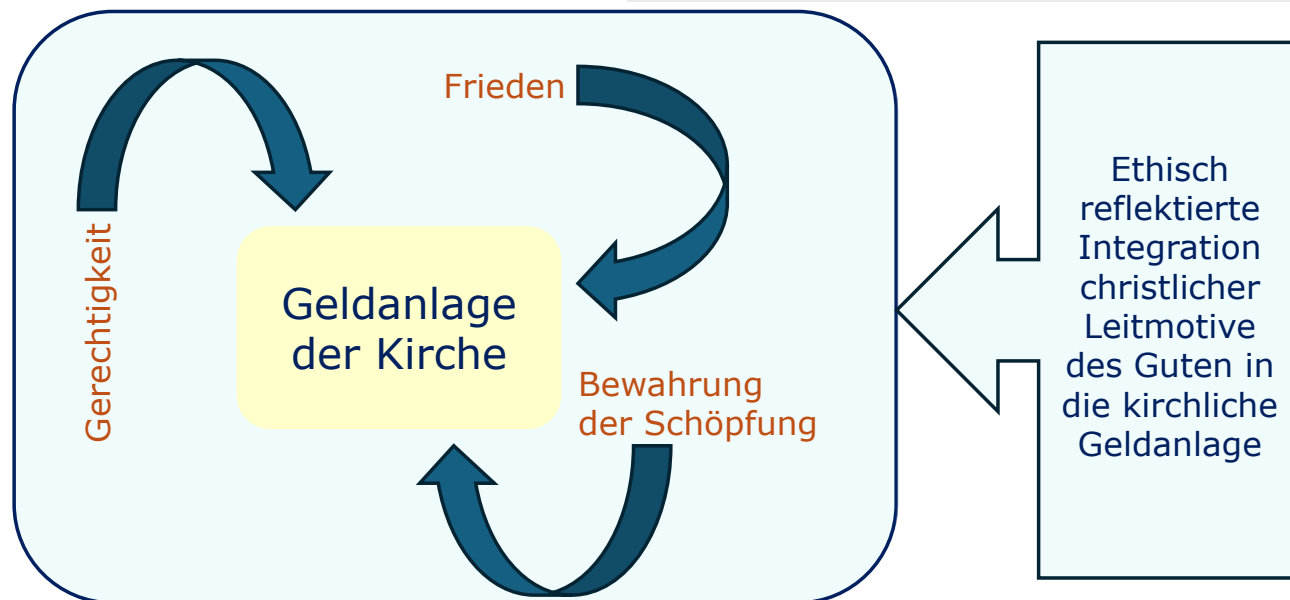 Gerechtigkeit
Frieden
Geldanlage
der Kirche
Bewahrung
der Schöpfung
Ethisch
reflektierte
Integration
christlicher
Leitmotive
des Guten in
die kirchliche
Geldanlage